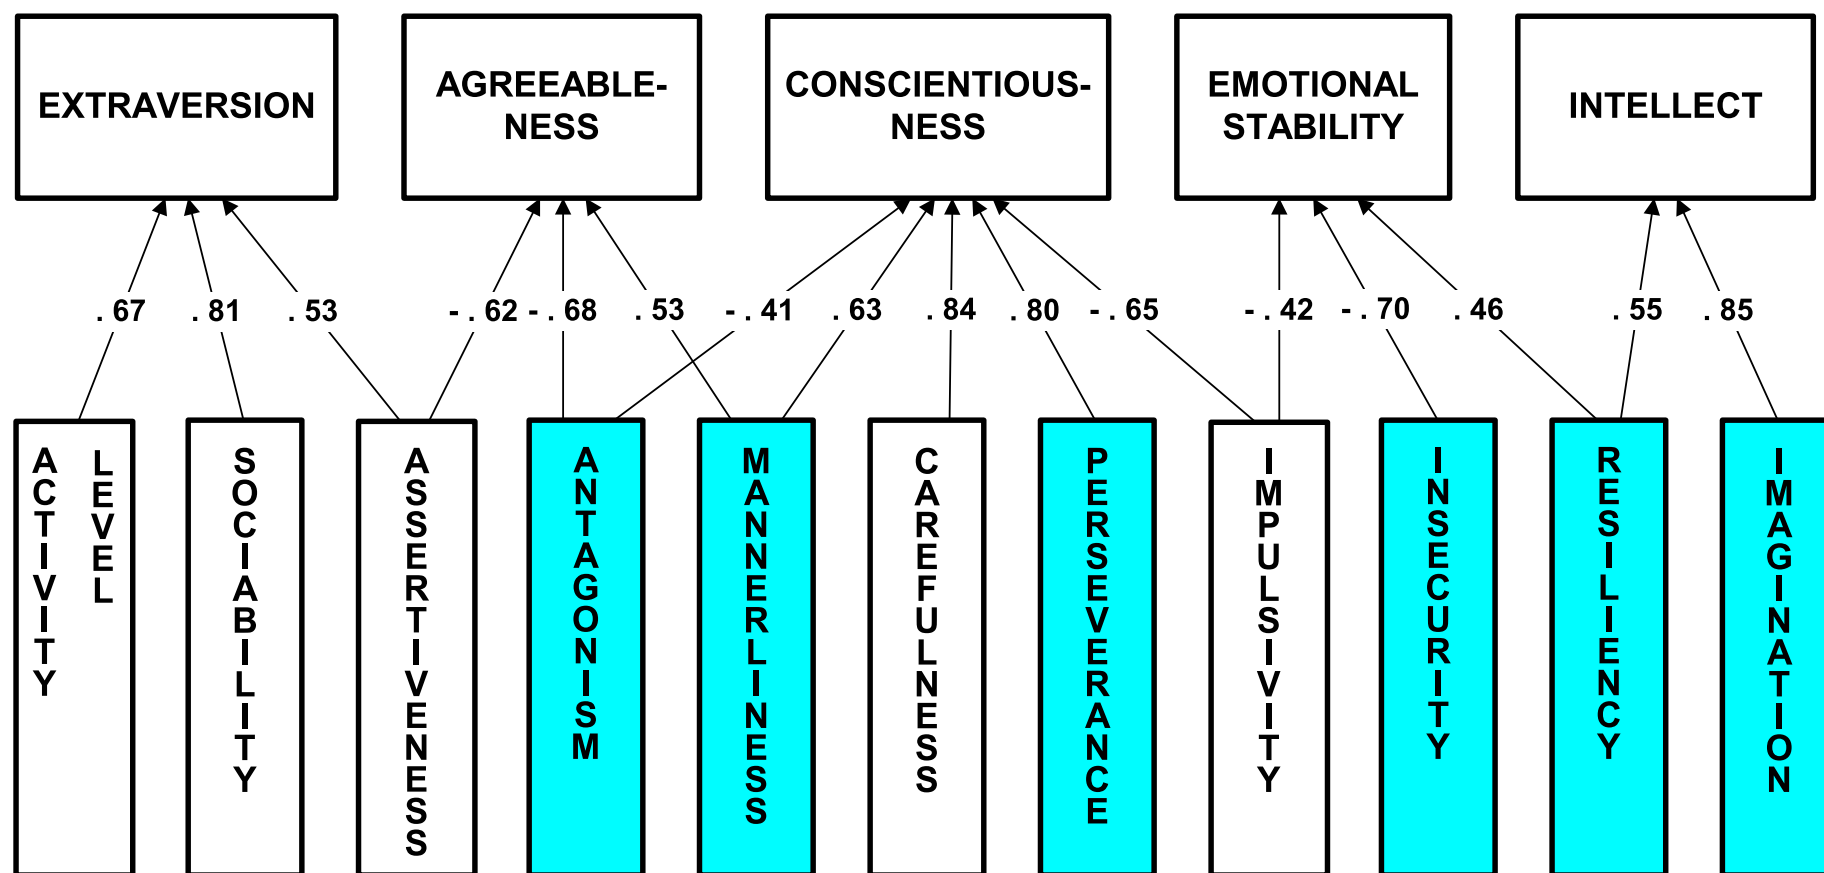 EXTRAVERSION
AGREEABLE-
NESS
CONSCIENTIOUS-
NESS
EMOTIONAL
STABILITY
INTELLECT
.67
.81
.53
-.62
-.68
.53
-.41
.63
.84
.80
-.65
-.42
-.70
.46
.55
.85
ACTIVITY
LEVEL
SOCIABILITY
ASSERTIVENESS
ANTAGONISM
MANNERLINESS
CAREFULNESS
PERSEVERANCE
IMPULSIVITY
INSECURITY
RESILIENCY
IMAGINATION